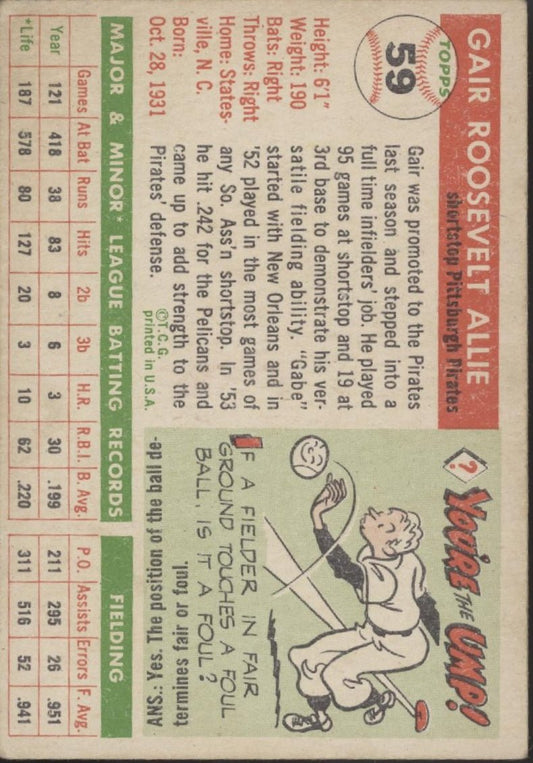 TOPPS
59
GAIR ROOSEVELT ALLIE
shortstop Pittsburgh Pirates
Height: 6'1"
Weight: 190
Bats: Right
Throws: Right
Home: States-
ville, N. C.
Born:
Oct. 28, 1931
Gair was promoted to the Pirates
last season and stepped into a
full time infielders' job. He played
95 games at shortstop and 19 at
3rd base to demonstrate his ver-
satile fielding ability. "Gabe"
started with New Orleans and in
'52 played in the most games of
any So. Ass'n shortstop. In '53
he hit .242 for the Pelicans and
came up to add strength to the
Pirates' defense.
©T.C.G.
printed in U.S.A.
? YOU'RE THE UMP!
IF A FIELDER IN FAIR
GROUND TOUCHES A FOUL
BALL, IS IT A FOUL?
ANS.: Yes. The position of the ball de-
termines fair or foul.
MAJOR & MINOR* LEAGUE BATTING RECORDS FIELDING
Games At Bat Runs Hits 2b 3b H.R. R.B.I. B. Avg. P.O. Assists Errors F. Avg.
Year 121 418 38 83 8 6 3 30 .199 211 295 26 .951
*Life 187 578 80 127 20 3 10 62 .220 311 516 52 .941